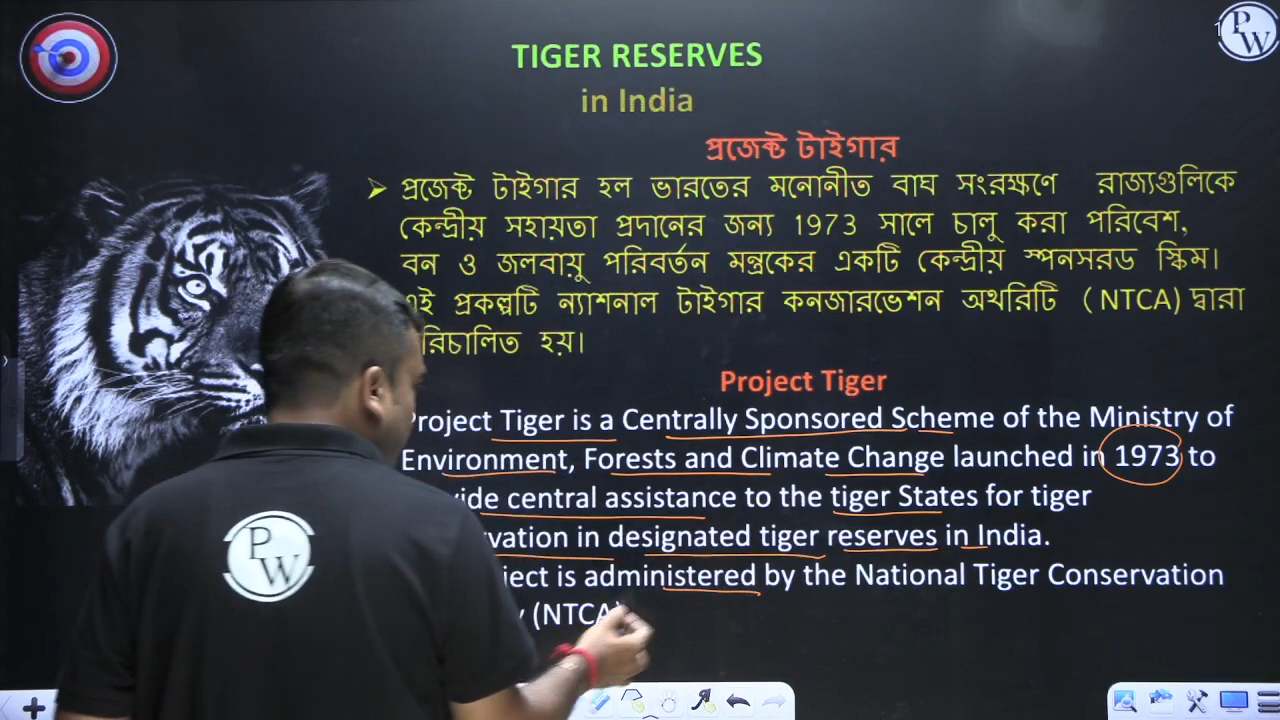 TIGER RESERVES
in India
PW
প্রজেক্ট টাইগার
প্রজেক্ট টাইগার হল ভারতের মনোনীত বাঘ সংরক্ষণে রাজ্যগুলিকে
কেন্দ্রীয় সহায়তা প্রদানের জন্য 1973 সালে চালু করা পরিবেশ,
বন ও জলবায়ু পরিবর্তন মন্ত্রকের একটি কেন্দ্রীয় স্পনসরড স্কিম।
প্রকল্পটি ন্যাশনাল টাইগার কনজারভেশন অথরিটি (NTCA) দ্বারা
হয়।
Project Tiger
Project Tiger is a Centrally Sponsored Scheme of the Ministry of
Environment, Forests and Climate Change launched in 1973 to
central assistance to the tiger States for tiger
in designated tiger reserves in India.
is administered by the National Tiger Conservation
(NTCA)
PW